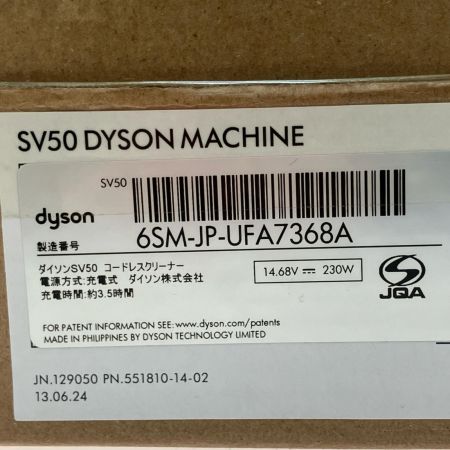 SV50 DYSON MACHINE
SV50
dyson
製造番号
6SM-JP-UFA7368A
ダイソンSV50 コードレスクリーナー
電源方式:充電式 ダイソン株式会社
充電時間:約3.5時間
14.68V ⎓ 230W
JQA
FOR PATENT INFORMATION SEE: www.dyson.com/patents
MADE IN PHILIPPINES BY DYSON TECHNOLOGY LIMITED
JN.129050 PN.551810-14-02
13.06.24